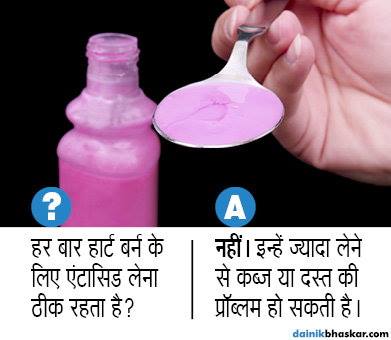 ?
हर बार हार्ट बर्न के
लिए एंटासिड लेना
ठीक रहता है?
A
नहीं। इन्हें ज्यादा लेने
से कब्ज या दस्त की
प्रॉब्लम हो सकती है।
dainikbhaskar.com